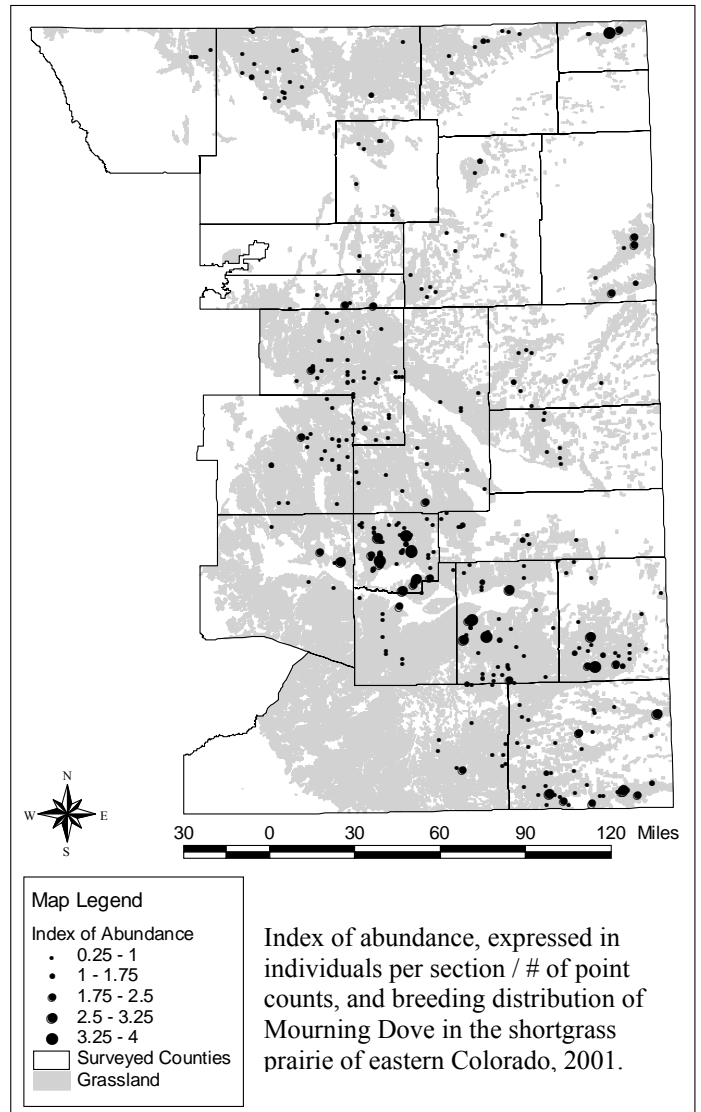 N
W E
S
30 0 30 60 90 120 Miles
Map Legend
Index of Abundance
0.25 - 1
1 - 1.75
1.75 - 2.5
2.5 - 3.25
3.25 - 4
Surveyed Counties
Grassland
Index of abundance, expressed in
individuals per section / # of point
counts, and breeding distribution of
Mourning Dove in the shortgrass
prairie of eastern Colorado, 2001.